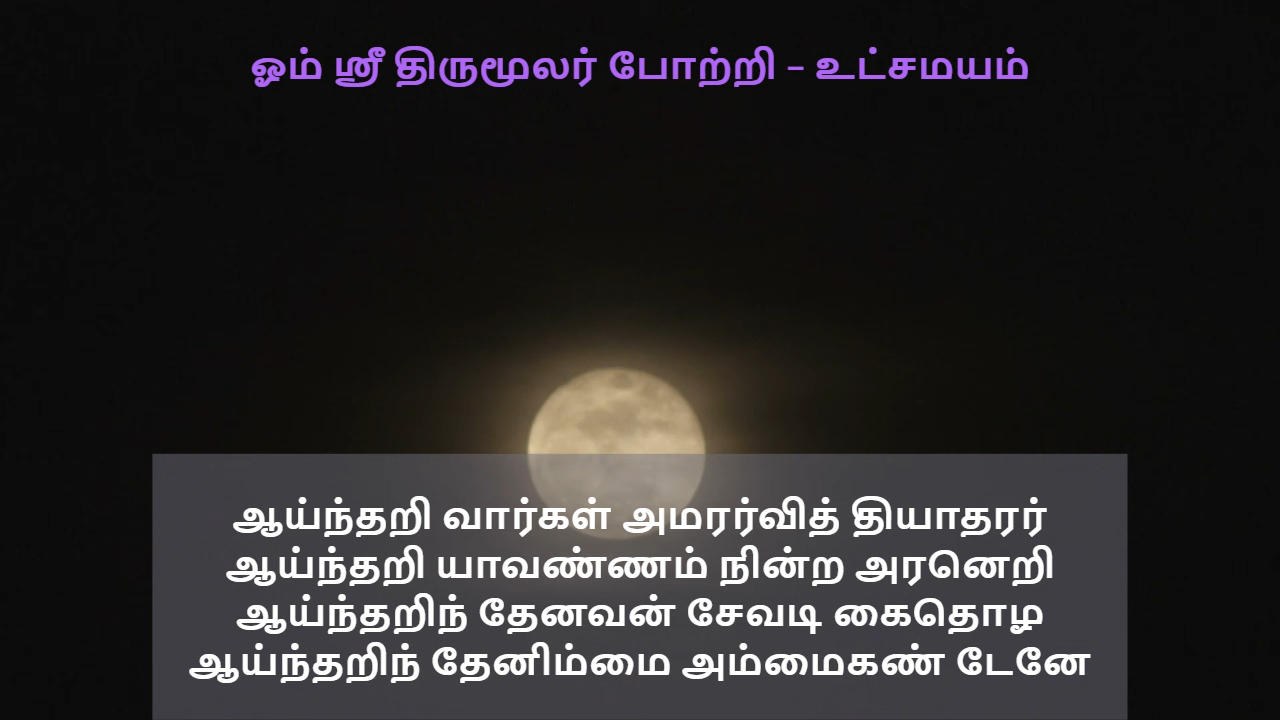 ஓம் ஸ்ரீ திருமூலர் போற்றி – உட்சமயம்
ஆய்ந்தறி வார்கள் அமரர்வித் தியாதரர்
ஆய்ந்தறி யாவண்ணம் நின்ற அரனெறி
ஆய்ந்தறிந் தேனவன் சேவடி கைதொழ
ஆய்ந்தறிந் தேனிம்மை அம்மைகண் டேனே